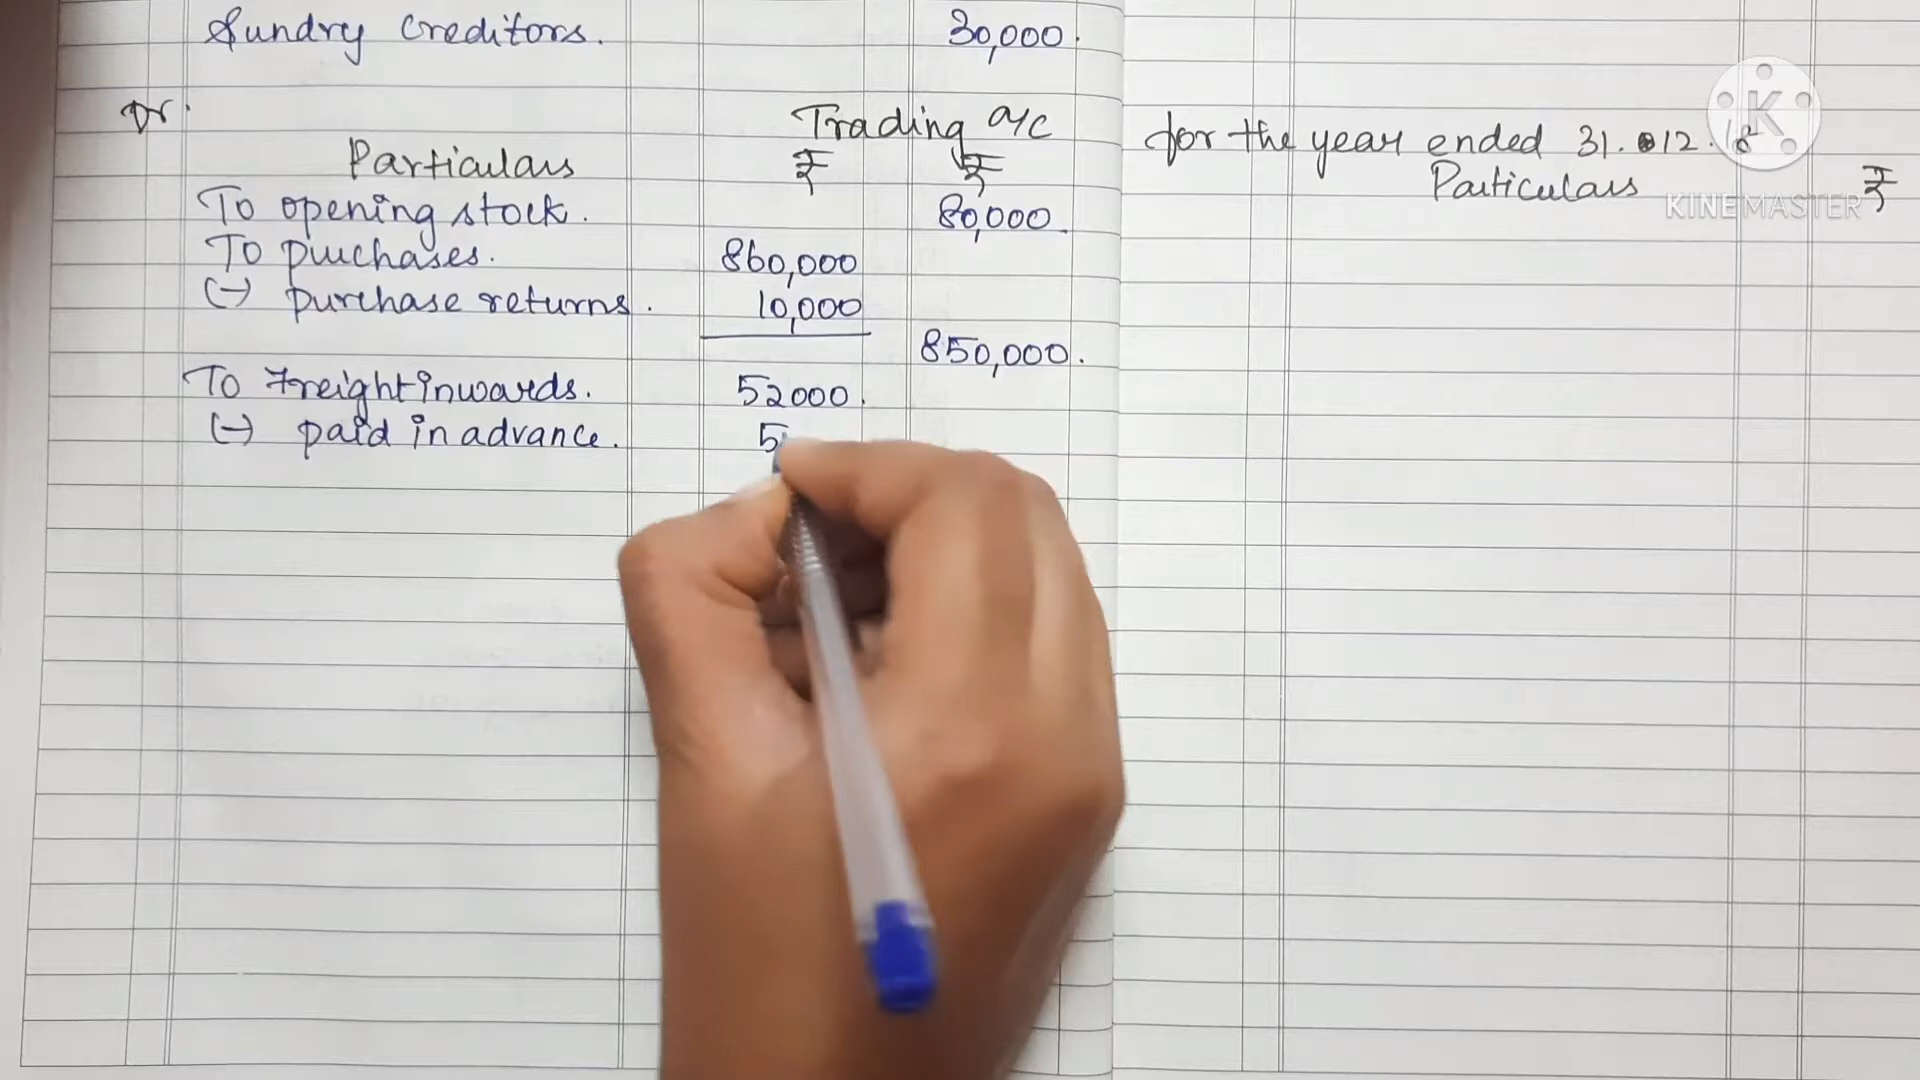 Sundry Creditors. 30,000.
Dr. Trading a/c for the year ended 31.12.18
Particulars ₹ ₹ Particulars ₹
To opening stock. 80,000.
To purchases. 860,000
(-) purchase returns. 10,000
850,000.
To Freight inwards. 52000.
(-) paid in advance. 5
K
KINEMASTER